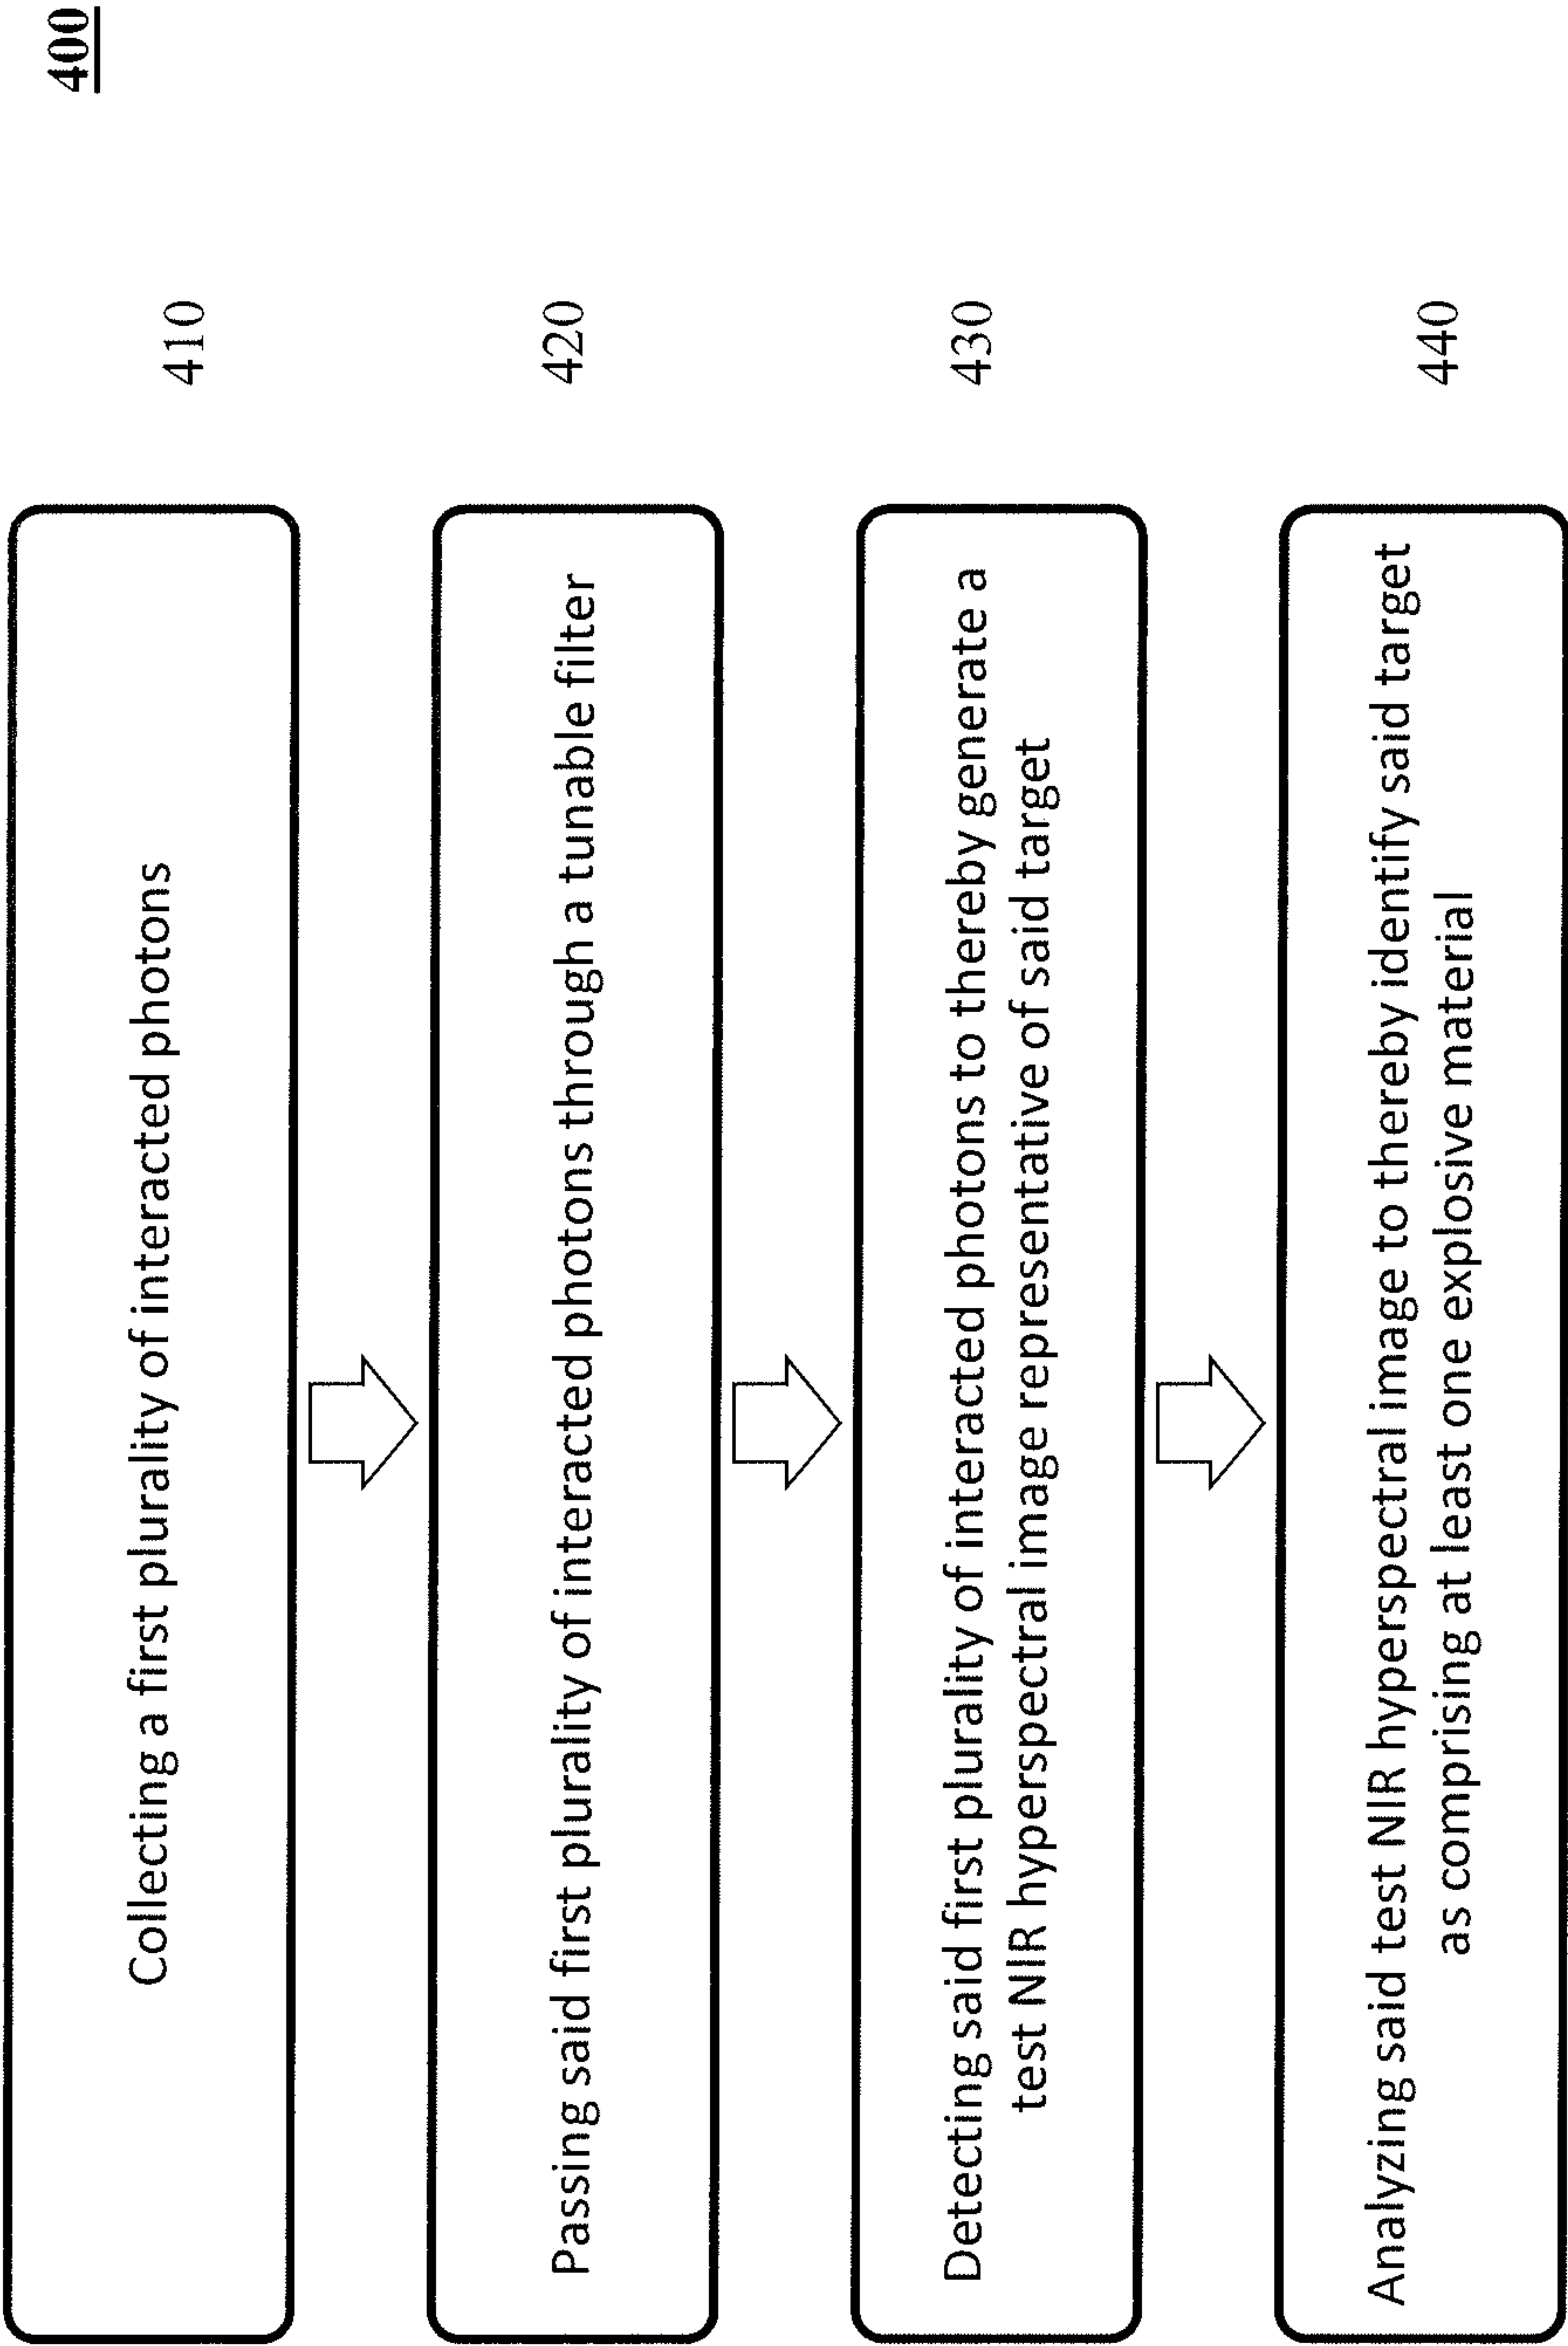 400
Collecting a first plurality of interacted photons
410
Passing said first plurality of interacted photons through a tunable filter
420
Detecting said first plurality of interacted photons to thereby generate a
test NIR hyperspectral image representative of said target
430
Analyzing said test NIR hyperspectral image to thereby identify said target
as comprising at least one explosive material
440